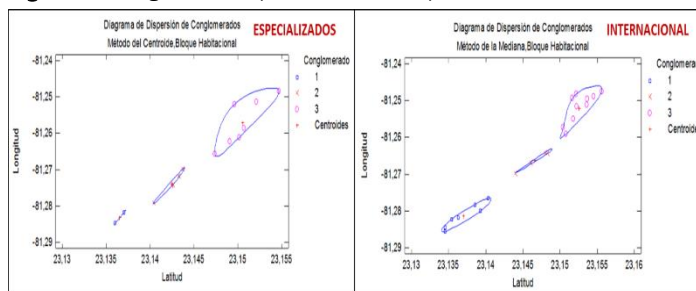 Diagrama de Dispersión de Conglomerados
ESPECIALIZADOS
Método del Centroide,Bloque Habitacional
-81,24
-81,25
-81,26
-81,27
-81,28
-81,29
Longitud
23,13
23,135
23,14
23,145
23,15
23,155
Latitud
Conglomerado
1
2
3
Centroides
Diagrama de Dispersión de Conglomerados
INTERNACIONAL
Método de la Mediana,Bloque Habitacional
-81,24
-81,25
-81,26
-81,27
-81,28
-81,29
Longitud
23,13
23,135
23,14
23,145
23,15
23,155
23,16
Latitud
Conglomera
1
2
3
Centroides